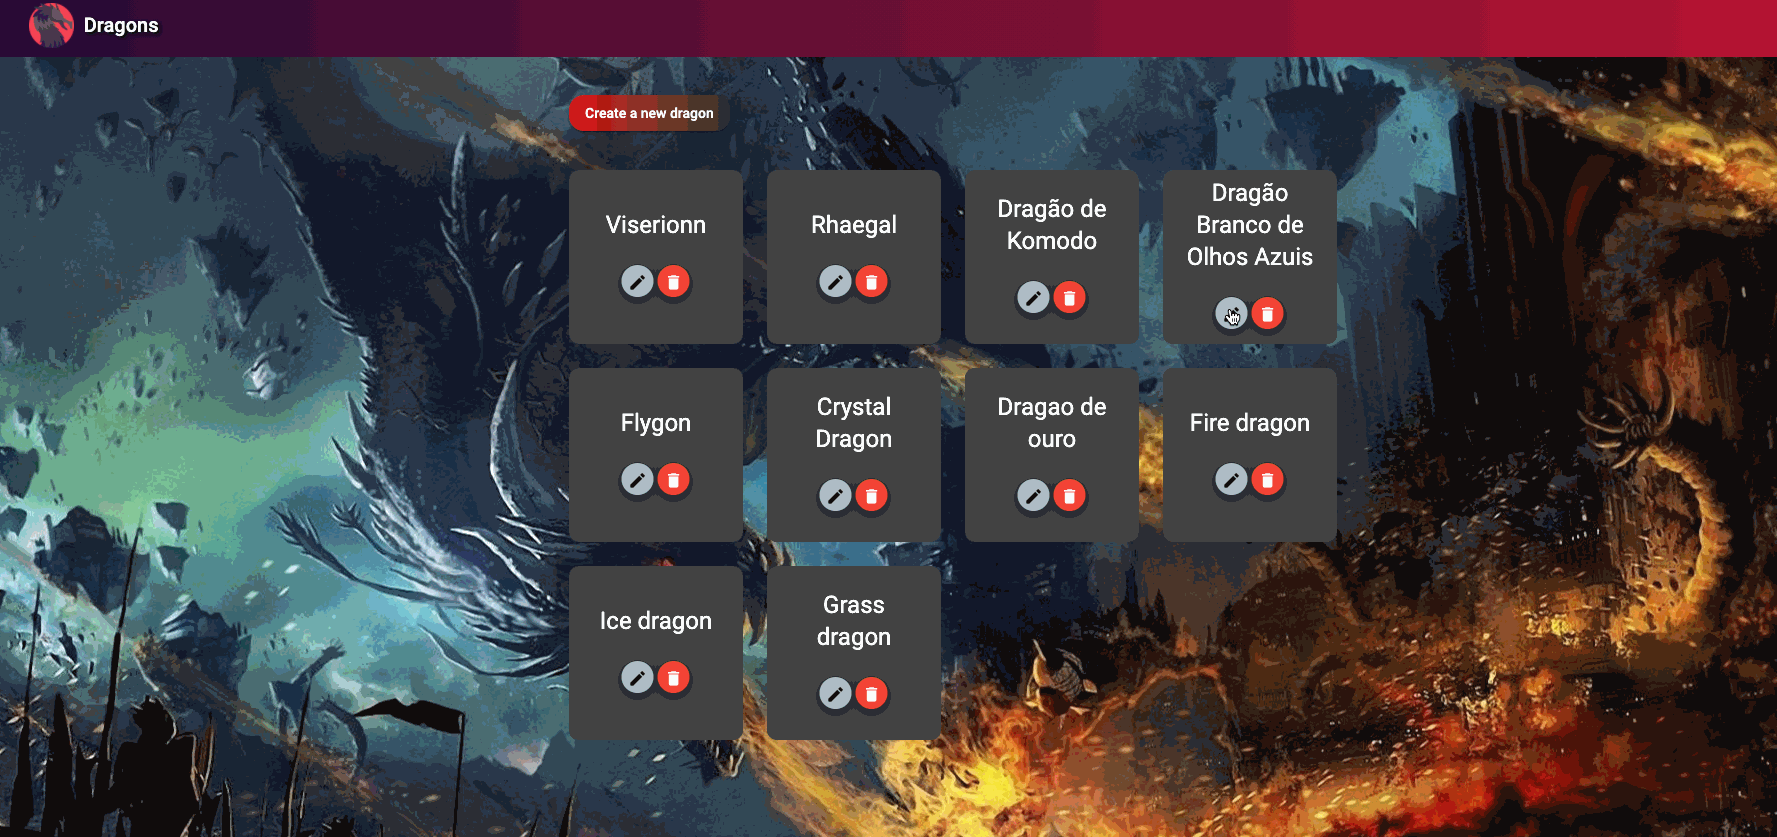 Dragons
Create a new dragon
Viserionn
Rhaegal
Dragão de
Komodo
Dragão
Branco de
Olhos Azuis
Flygon
Crystal
Dragon
Dragao de
ouro
Fire dragon
Ice dragon
Grass
dragon